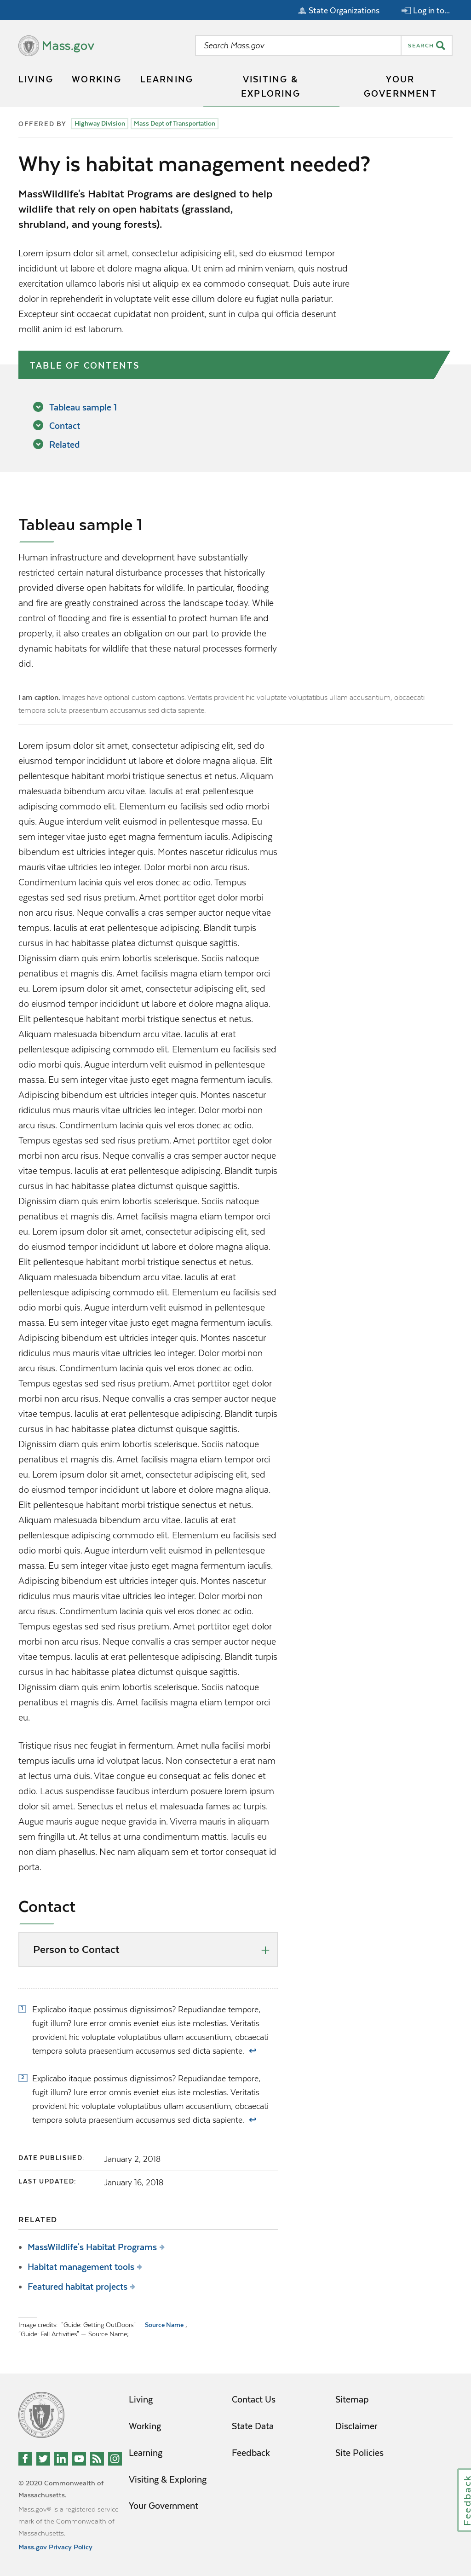 State Organizations
Log in to...
Mass.gov
Search Mass.gov
SEARCH
LIVING
WORKING
LEARNING
VISITING &
EXPLORING
YOUR
GOVERNMENT
OFFERED BY
Highway Division
Mass Dept of Transportation
Why is habitat management needed?
MassWildlife's Habitat Programs are designed to help
wildlife that rely on open habitats (grassland,
shrubland, and young forests).
Lorem ipsum dolor sit amet, consectetur adipisicing elit, sed do eiusmod tempor
incididunt ut labore et dolore magna aliqua. Ut enim ad minim veniam, quis nostrud
exercitation ullamco laboris nisi ut aliquip ex ea commodo consequat. Duis aute irure
dolor in reprehenderit in voluptate velit esse cillum dolore eu fugiat nulla pariatur.
Excepteur sint occaecat cupidatat non proident, sunt in culpa qui officia deserunt
mollit anim id est laborum.
TABLE OF CONTENTS
Tableau sample 1
Contact
Related
Tableau sample 1
Human infrastructure and development have substantially
restricted certain natural disturbance processes that historically
provided diverse open habitats for wildlife. In particular, flooding
and fire are greatly constrained across the landscape today. While
control of flooding and fire is essential to protect human life and
property, it also creates an obligation on our part to provide the
dynamic habitats for wildlife that these natural processes formerly
did.
I am caption. Images have optional custom captions. Veritatis provident hic voluptate voluptatibus ullam accusantium, obcaecati
tempora soluta praesentium accusamus sed dicta sapiente.
Lorem ipsum dolor sit amet, consectetur adipiscing elit, sed do
eiusmod tempor incididunt ut labore et dolore magna aliqua. Elit
pellentesque habitant morbi tristique senectus et netus. Aliquam
malesuada bibendum arcu vitae. Iaculis at erat pellentesque
adipiscing commodo elit. Elementum eu facilisis sed odio morbi
quis. Augue interdum velit euismod in pellentesque massa. Eu
sem integer vitae justo eget magna fermentum iaculis. Adipiscing
bibendum est ultricies integer quis. Montes nascetur ridiculus mus
mauris vitae ultricies leo integer. Dolor morbi non arcu risus.
Condimentum lacinia quis vel eros donec ac odio. Tempus
egestas sed sed risus pretium. Amet porttitor eget dolor morbi
non arcu risus. Neque convallis a cras semper auctor neque vitae
tempus. Iaculis at erat pellentesque adipiscing. Blandit turpis
cursus in hac habitasse platea dictumst quisque sagittis.
Dignissim diam quis enim lobortis scelerisque. Sociis natoque
penatibus et magnis dis. Amet facilisis magna etiam tempor orci
eu. Lorem ipsum dolor sit amet, consectetur adipiscing elit, sed
do eiusmod tempor incididunt ut labore et dolore magna aliqua.
Elit pellentesque habitant morbi tristique senectus et netus.
Aliquam malesuada bibendum arcu vitae. Iaculis at erat
pellentesque adipiscing commodo elit. Elementum eu facilisis sed
odio morbi quis. Augue interdum velit euismod in pellentesque
massa. Eu sem integer vitae justo eget magna fermentum iaculis.
Adipiscing bibendum est ultricies integer quis. Montes nascetur
ridiculus mus mauris vitae ultricies leo integer. Dolor morbi non
arcu risus. Condimentum lacinia quis vel eros donec ac odio.
Tempus egestas sed sed risus pretium. Amet porttitor eget dolor
morbi non arcu risus. Neque convallis a cras semper auctor neque
vitae tempus. Iaculis at erat pellentesque adipiscing. Blandit turpis
cursus in hac habitasse platea dictumst quisque sagittis.
Dignissim diam quis enim lobortis scelerisque. Sociis natoque
penatibus et magnis dis. Amet facilisis magna etiam tempor orci
eu. Lorem ipsum dolor sit amet, consectetur adipiscing elit, sed
do eiusmod tempor incididunt ut labore et dolore magna aliqua.
Elit pellentesque habitant morbi tristique senectus et netus.
Aliquam malesuada bibendum arcu vitae. Iaculis at erat
pellentesque adipiscing commodo elit. Elementum eu facilisis sed
odio morbi quis. Augue interdum velit euismod in pellentesque
massa. Eu sem integer vitae justo eget magna fermentum iaculis.
Adipiscing bibendum est ultricies integer quis. Montes nascetur
ridiculus mus mauris vitae ultricies leo integer. Dolor morbi non
arcu risus. Condimentum lacinia quis vel eros donec ac odio.
Tempus egestas sed sed risus pretium. Amet porttitor eget dolor
morbi non arcu risus. Neque convallis a cras semper auctor neque
vitae tempus. Iaculis at erat pellentesque adipiscing. Blandit turpis
cursus in hac habitasse platea dictumst quisque sagittis.
Dignissim diam quis enim lobortis scelerisque. Sociis natoque
penatibus et magnis dis. Amet facilisis magna etiam tempor orci
eu. Lorem ipsum dolor sit amet, consectetur adipiscing elit, sed
do eiusmod tempor incididunt ut labore et dolore magna aliqua.
Elit pellentesque habitant morbi tristique senectus et netus.
Aliquam malesuada bibendum arcu vitae. Iaculis at erat
pellentesque adipiscing commodo elit. Elementum eu facilisis sed
odio morbi quis. Augue interdum velit euismod in pellentesque
massa. Eu sem integer vitae justo eget magna fermentum iaculis.
Adipiscing bibendum est ultricies integer quis. Montes nascetur
ridiculus mus mauris vitae ultricies leo integer. Dolor morbi non
arcu risus. Condimentum lacinia quis vel eros donec ac odio.
Tempus egestas sed sed risus pretium. Amet porttitor eget dolor
morbi non arcu risus. Neque convallis a cras semper auctor neque
vitae tempus. Iaculis at erat pellentesque adipiscing. Blandit turpis
cursus in hac habitasse platea dictumst quisque sagittis.
Dignissim diam quis enim lobortis scelerisque. Sociis natoque
penatibus et magnis dis. Amet facilisis magna etiam tempor orci
eu.
Tristique risus nec feugiat in fermentum. Amet nulla facilisi morbi
tempus iaculis urna id volutpat lacus. Non consectetur a erat nam
at lectus urna duis. Vitae congue eu consequat ac felis donec et
odio. Lacus suspendisse faucibus interdum posuere lorem ipsum
dolor sit amet. Senectus et netus et malesuada fames ac turpis.
Augue mauris augue neque gravida in. Viverra mauris in aliquam
sem fringilla ut. At tellus at urna condimentum mattis. Iaculis eu
non diam phasellus. Nec nam aliquam sem et tortor consequat id
porta.
Contact
Person to Contact
1 Explicabo itaque possimus dignissimos? Repudiandae tempore,
fugit illum? Iure error omnis eveniet eius iste molestias. Veritatis
provident hic voluptate voluptatibus ullam accusantium, obcaecati
tempora soluta praesentium accusamus sed dicta sapiente. ↩
2 Explicabo itaque possimus dignissimos? Repudiandae tempore,
fugit illum? Iure error omnis eveniet eius iste molestias. Veritatis
provident hic voluptate voluptatibus ullam accusantium, obcaecati
tempora soluta praesentium accusamus sed dicta sapiente. ↩
DATE PUBLISHED: January 2, 2018
LAST UPDATED: January 16, 2018
RELATED
MassWildlife's Habitat Programs
Habitat management tools
Featured habitat projects
Image credits: "Guide: Getting OutDoors" — Source Name ;
"Guide: Fall Activities" — Source Name;
Living
Working
Learning
Visiting & Exploring
Your Government
Contact Us
State Data
Feedback
Sitemap
Disclaimer
Site Policies
© 2020 Commonwealth of
Massachusetts.
Mass.gov® is a registered service
mark of the Commonwealth of
Massachusetts.
Mass.gov Privacy Policy
Feedback